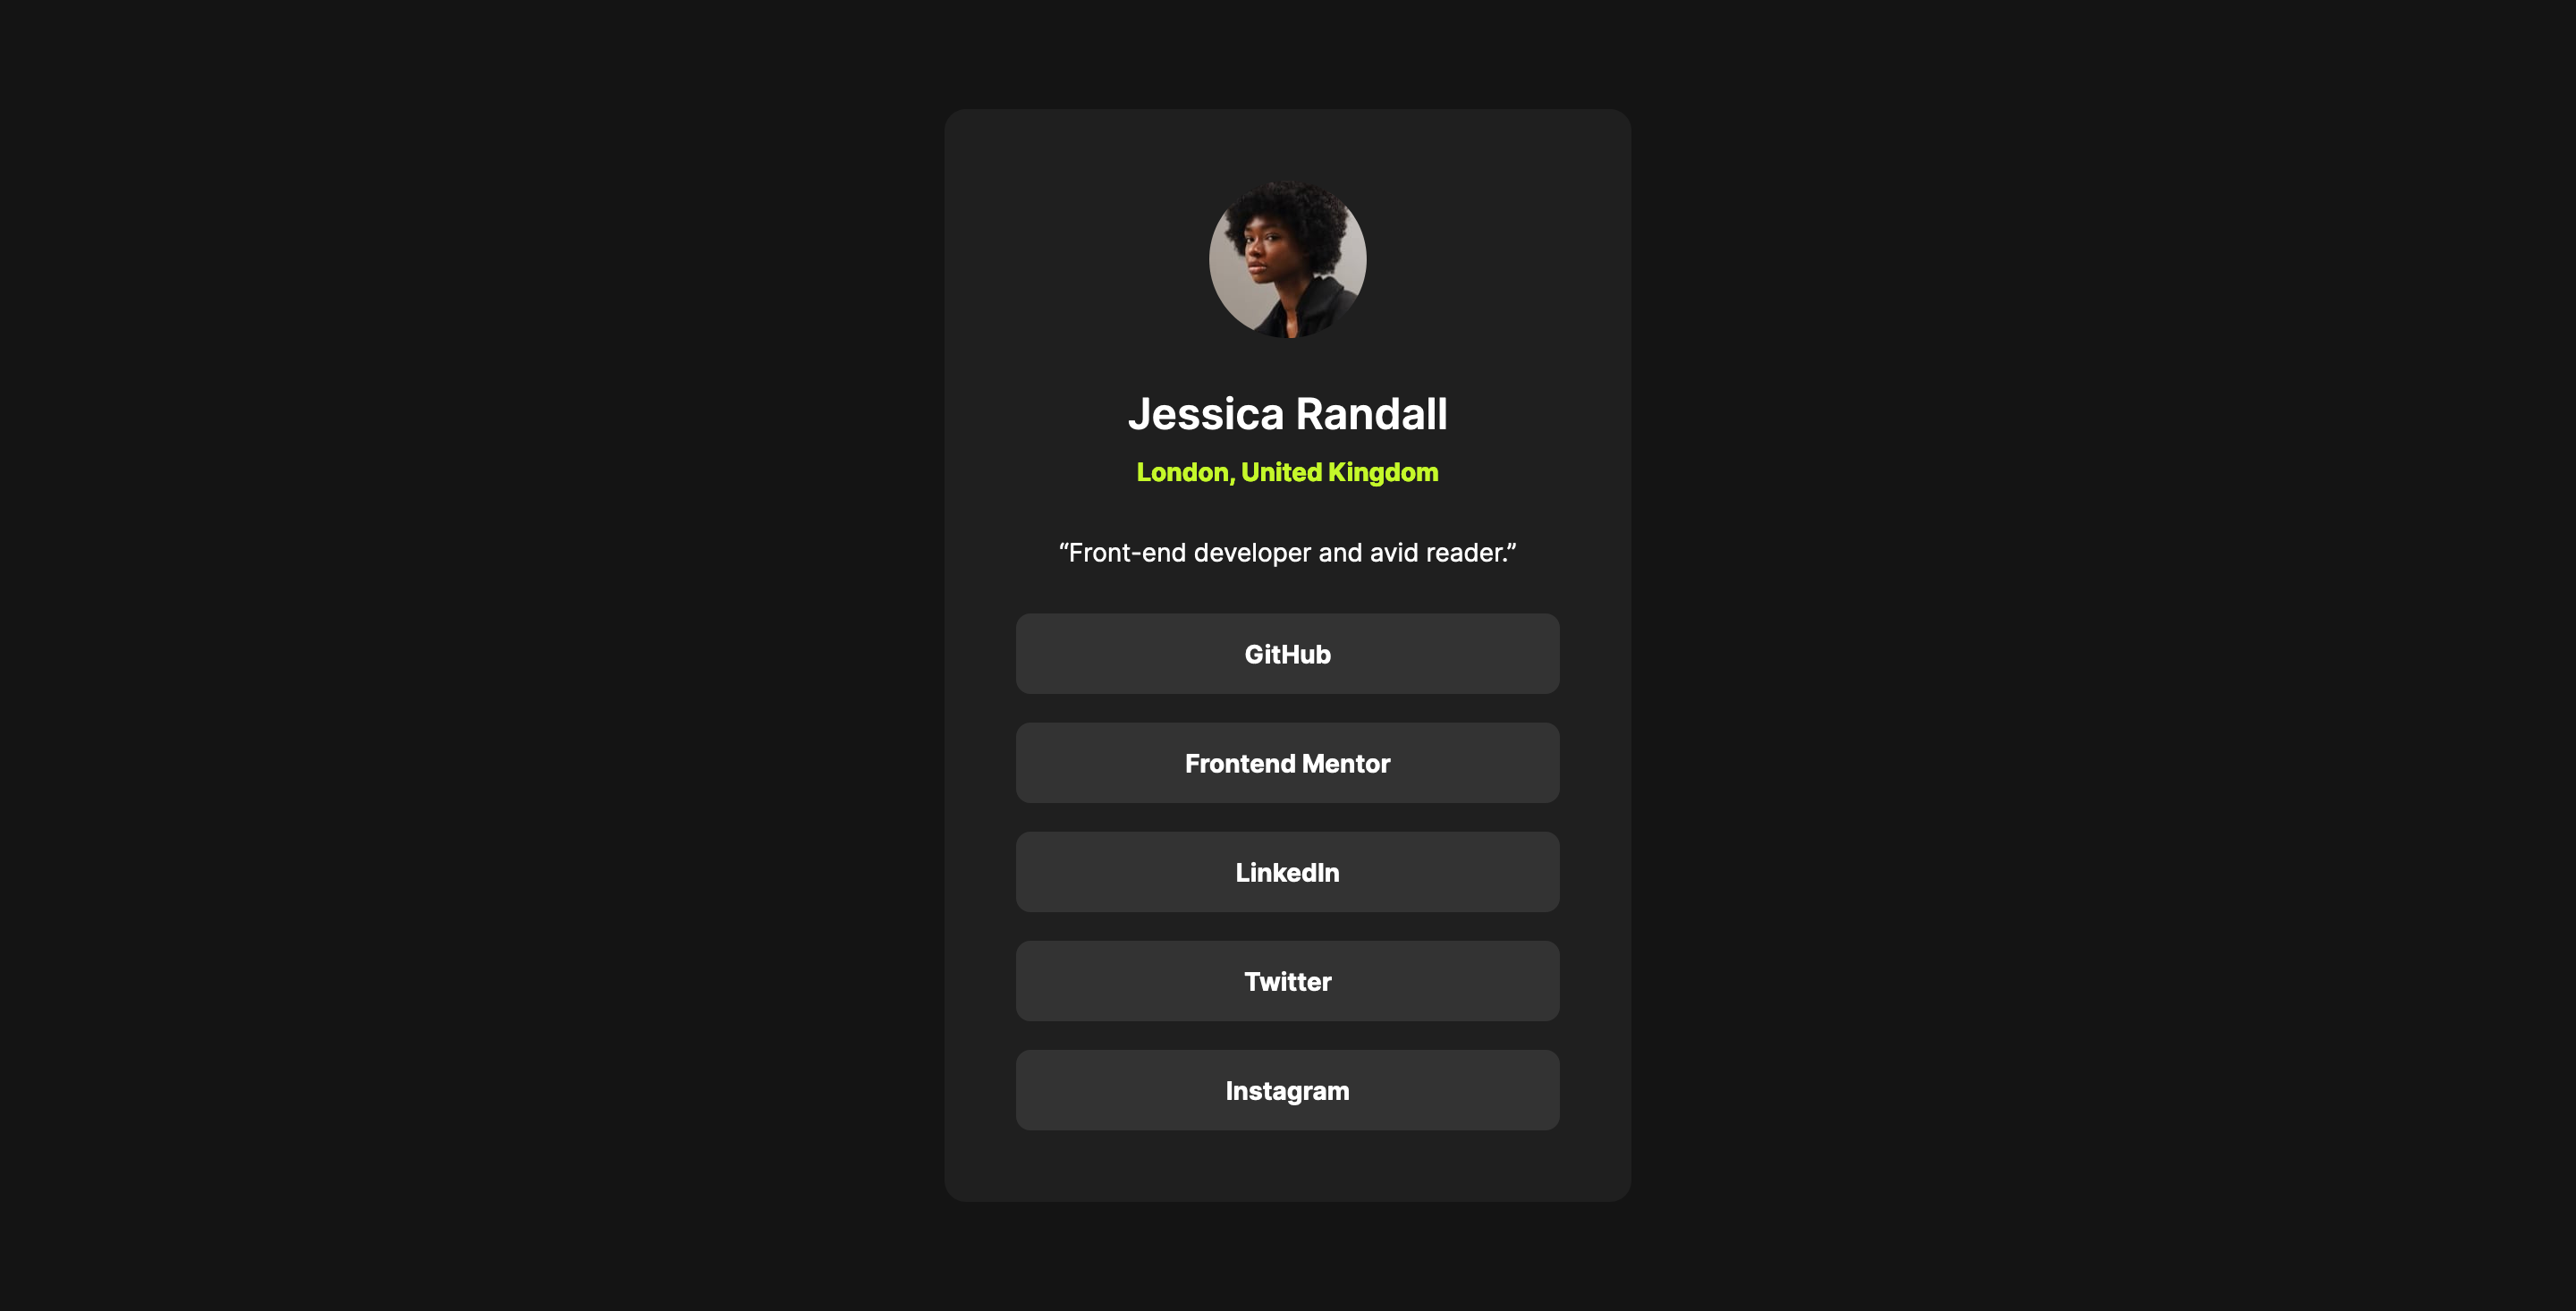 Jessica Randall
London, United Kingdom
“Front-end developer and avid reader.”
GitHub
Frontend Mentor
LinkedIn
Twitter
Instagram